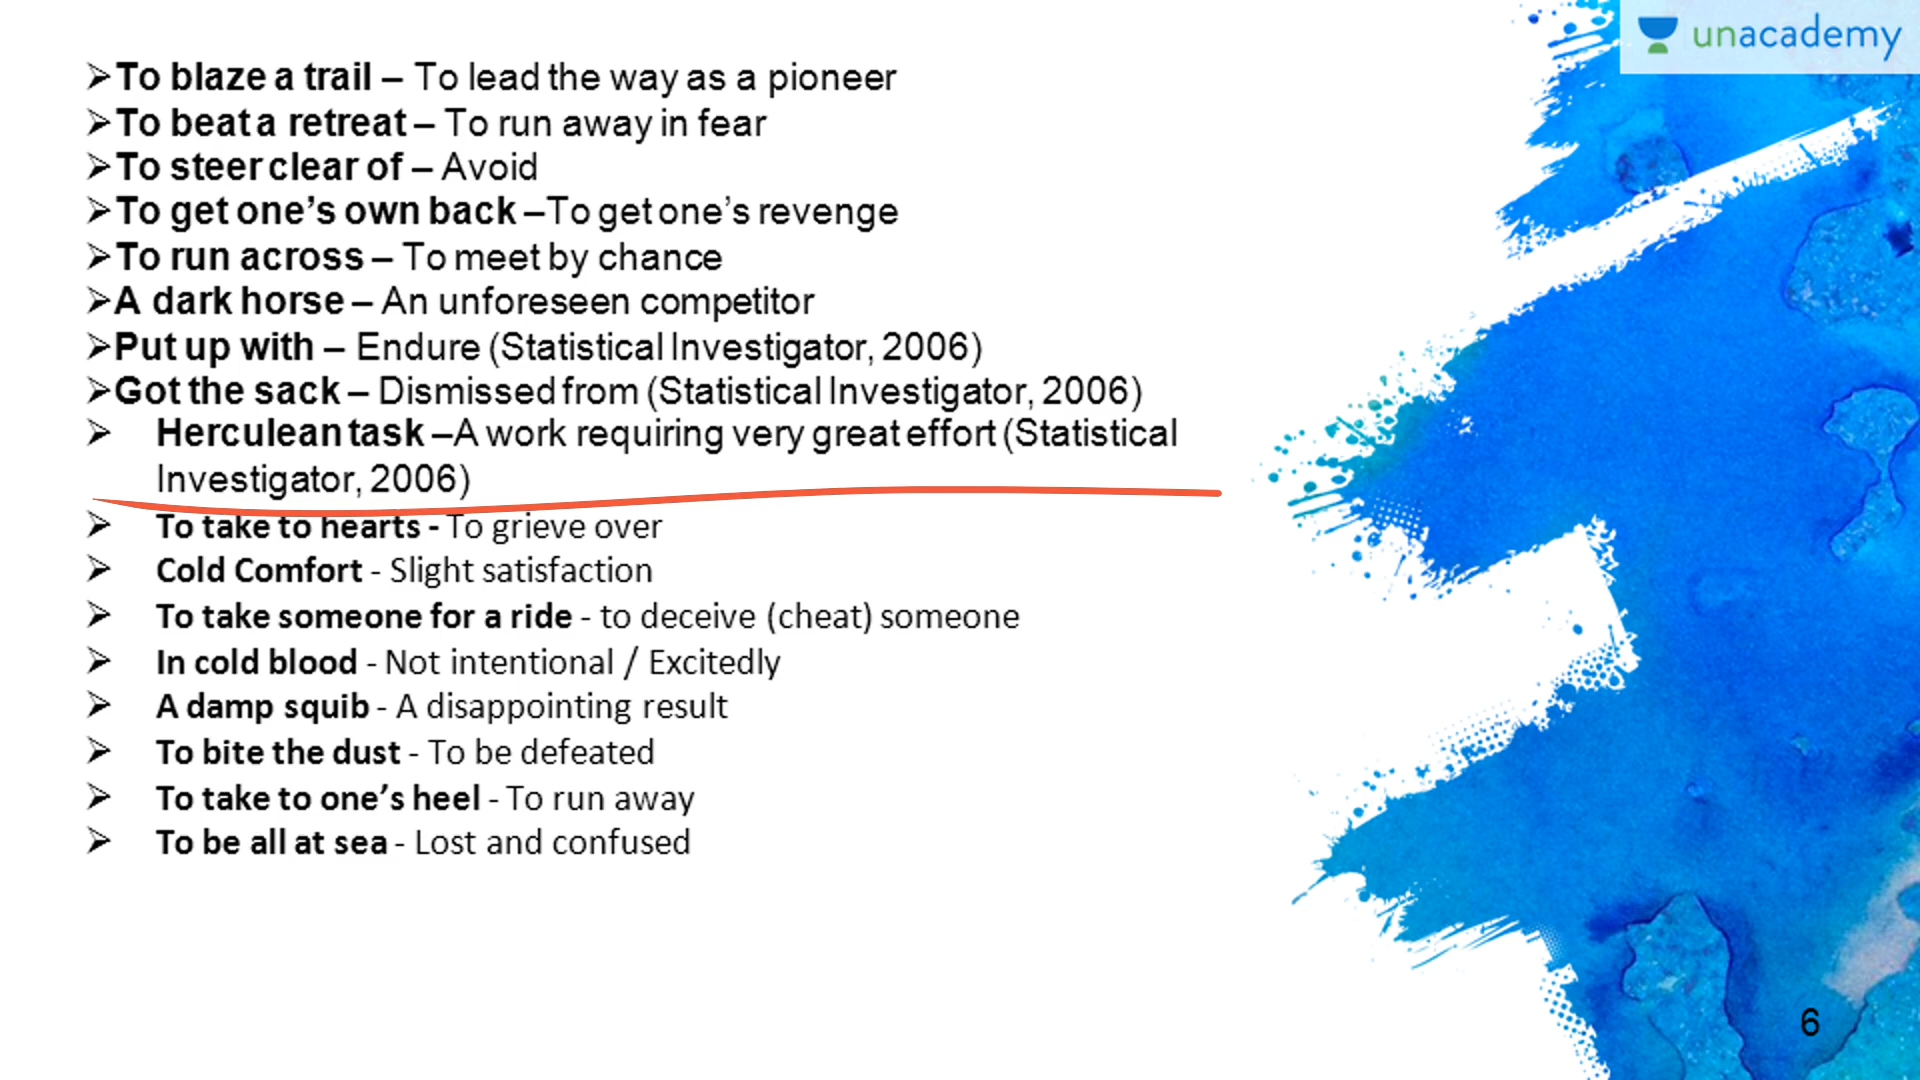 unacademy
➢To blaze a trail – To lead the way as a pioneer
➢To beat a retreat – To run away in fear
➢To steer clear of – Avoid
➢To get one’s own back –To get one’s revenge
➢To run across – To meet by chance
➢A dark horse – An unforeseen competitor
➢Put up with – Endure (Statistical Investigator, 2006)
➢Got the sack – Dismissed from (Statistical Investigator, 2006)
➢ Herculean task –A work requiring very great effort (Statistical
Investigator, 2006)
➢ To take to hearts - To grieve over
➢ Cold Comfort - Slight satisfaction
➢ To take someone for a ride - to deceive (cheat) someone
➢ In cold blood - Not intentional / Excitedly
➢ A damp squib - A disappointing result
➢ To bite the dust - To be defeated
➢ To take to one’s heel - To run away
➢ To be all at sea - Lost and confused
6